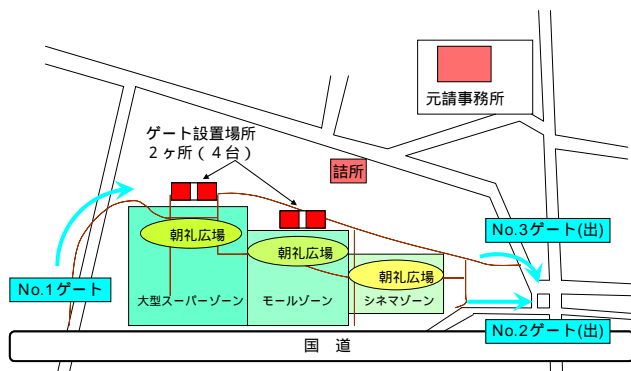 元請事務所
ゲート設置場所
２ヶ所（４台）
詰所
朝礼広場
朝礼広場
朝礼広場
No.3ゲート(出)
No.1ゲート
大型スーパーゾーン
モールゾーン
シネマゾーン
No.2ゲート(出)
国　道